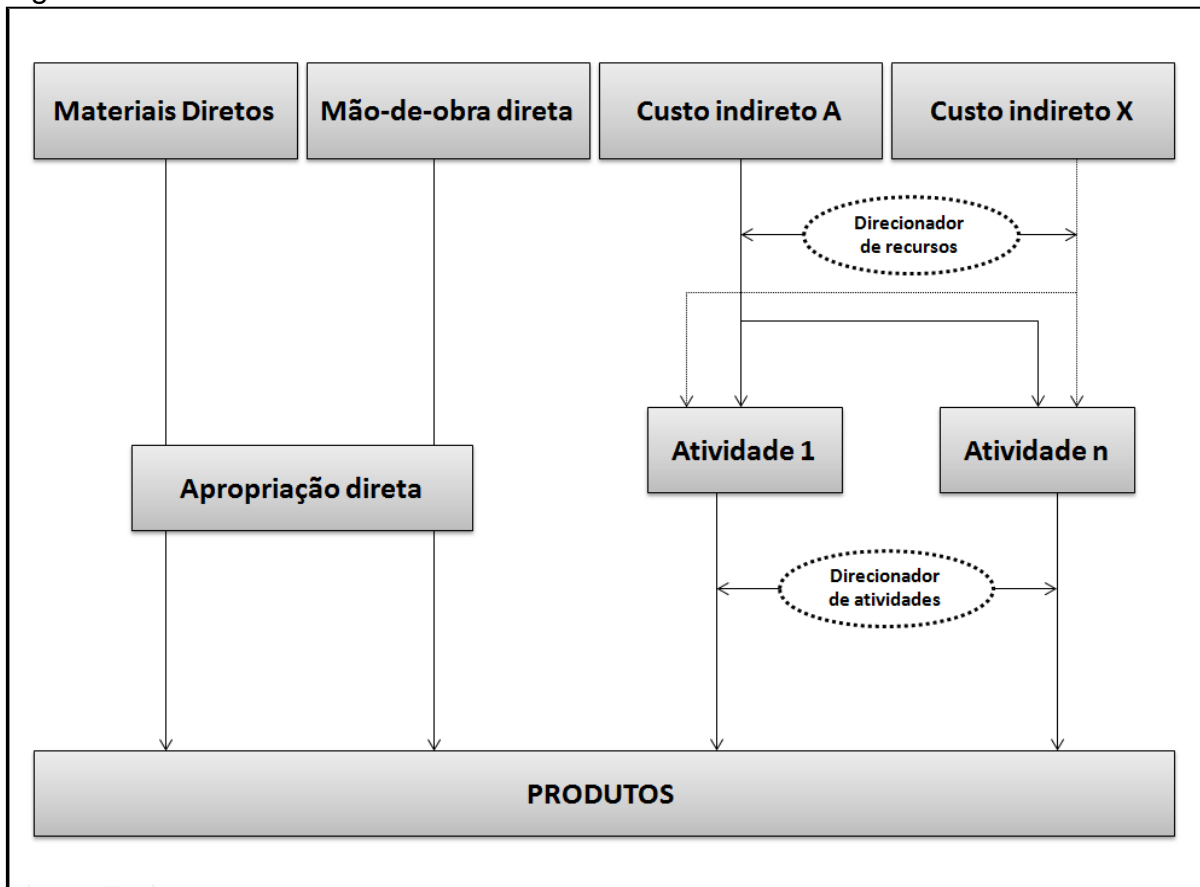 Materiais Diretos
Mão-de-obra direta
Custo indireto A
Custo indireto X
Direcionador
de recursos
Atividade 1
Atividade n
Apropriação direta
Direcionador
de atividades
PRODUTOS